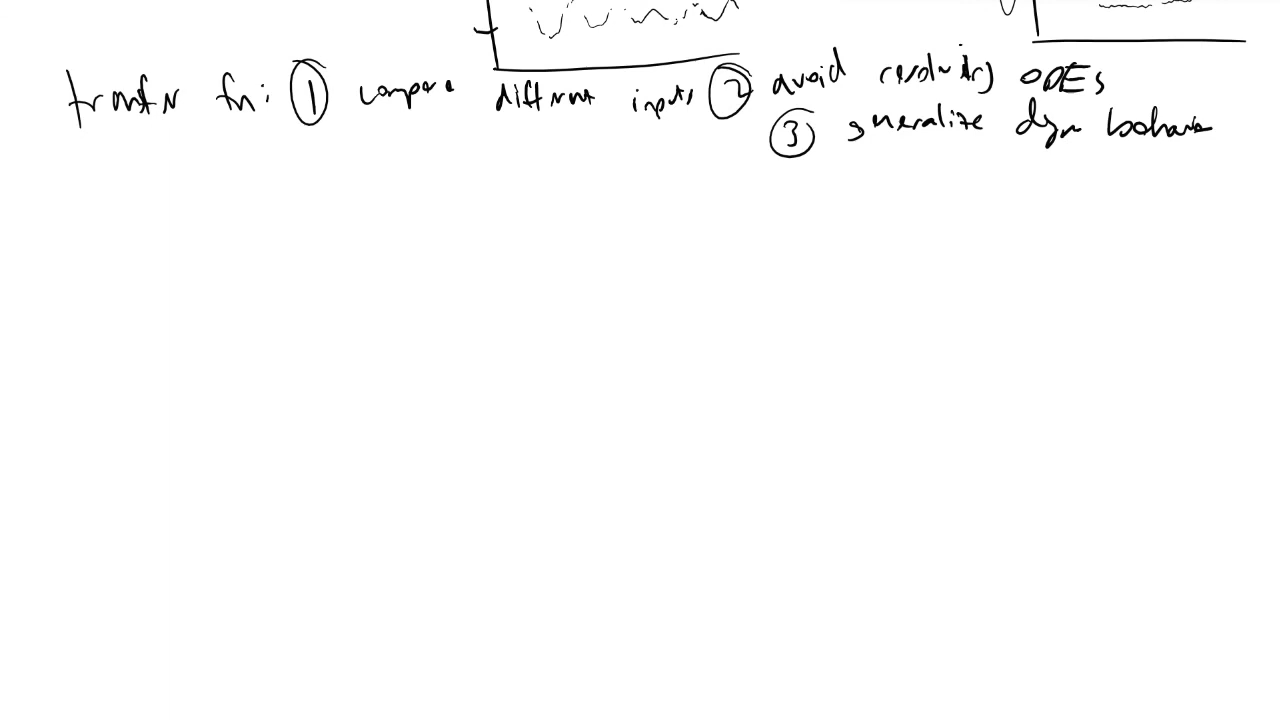 transfer fn: ① compare different inputs ② avoid resolving ODEs
③ generalize dyn behavior